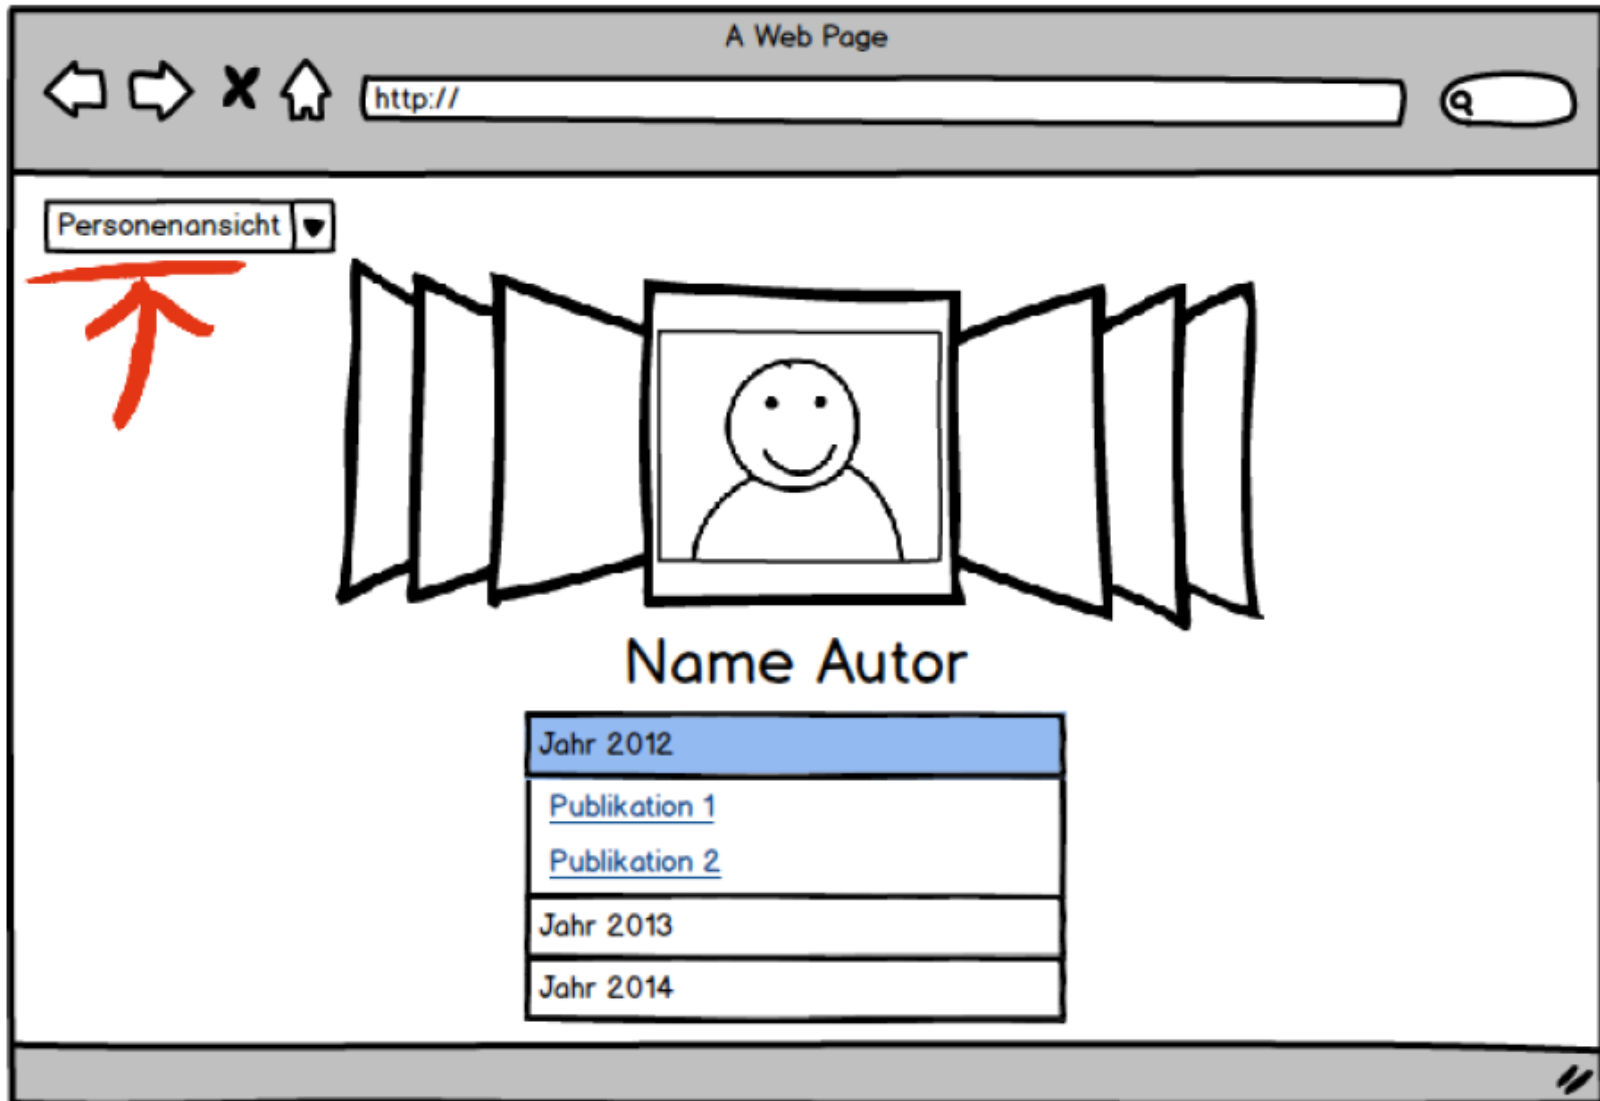 A Web Page
http://
Personenansicht
Name Autor
Jahr 2012
Publikation 1
Publikation 2
Jahr 2013
Jahr 2014